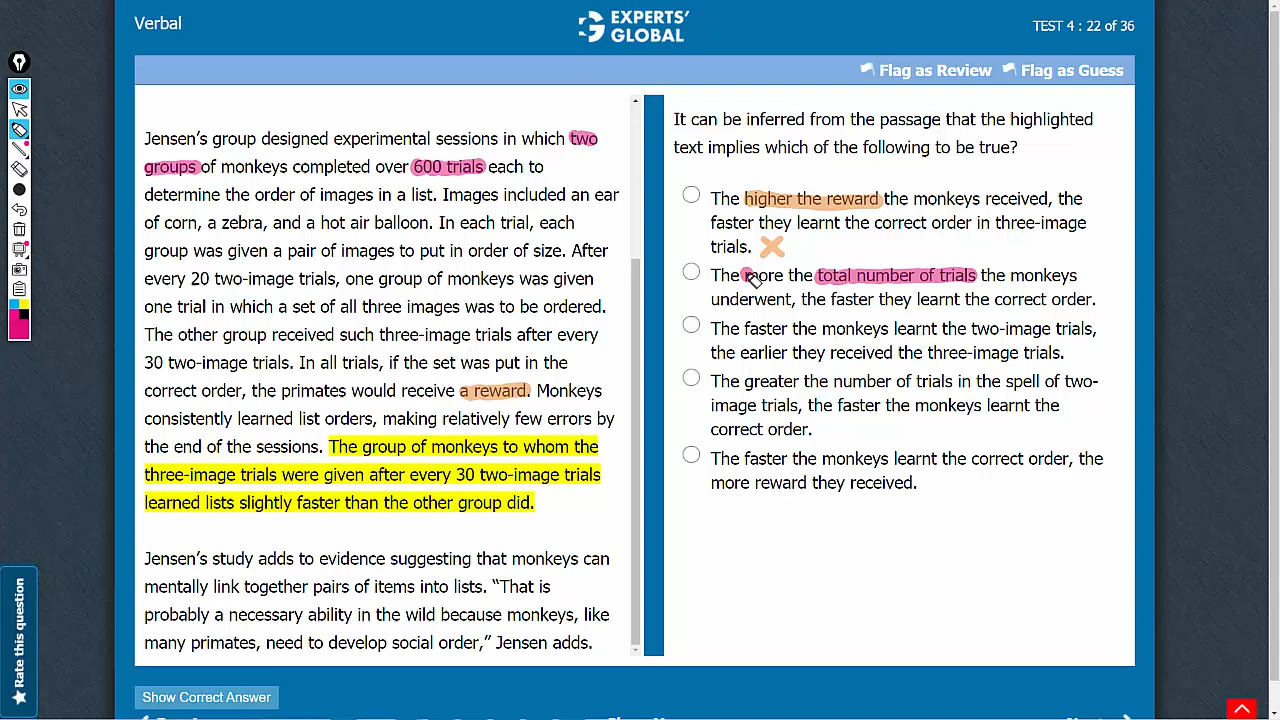 Verbal
EXPERTS'
GLOBAL
TEST 4 : 22 of 36
Flag as Review
Flag as Guess
Jensen's group designed experimental sessions in which two
groups of monkeys completed over 600 trials each to
determine the order of images in a list. Images included an ear
of corn, a zebra, and a hot air balloon. In each trial, each
group was given a pair of images to put in order of size. After
every 20 two-image trials, one group of monkeys was given
one trial in which a set of all three images was to be ordered.
The other group received such three-image trials after every
30 two-image trials. In all trials, if the set was put in the
correct order, the primates would receive a reward. Monkeys
consistently learned list orders, making relatively few errors by
the end of the sessions. The group of monkeys to whom the
three-image trials were given after every 30 two-image trials
learned lists slightly faster than the other group did.
Jensen's study adds to evidence suggesting that monkeys can
mentally link together pairs of items into lists. “That is
probably a necessary ability in the wild because monkeys, like
many primates, need to develop social order,” Jensen adds.
It can be inferred from the passage that the highlighted
text implies which of the following to be true?
The higher the reward the monkeys received, the
faster they learnt the correct order in three-image
trials.
The more the total number of trials the monkeys
underwent, the faster they learnt the correct order.
The faster the monkeys learnt the two-image trials,
the earlier they received the three-image trials.
The greater the number of trials in the spell of two-
image trials, the faster the monkeys learnt the
correct order.
The faster the monkeys learnt the correct order, the
more reward they received.
Rate this question
Show Correct Answer